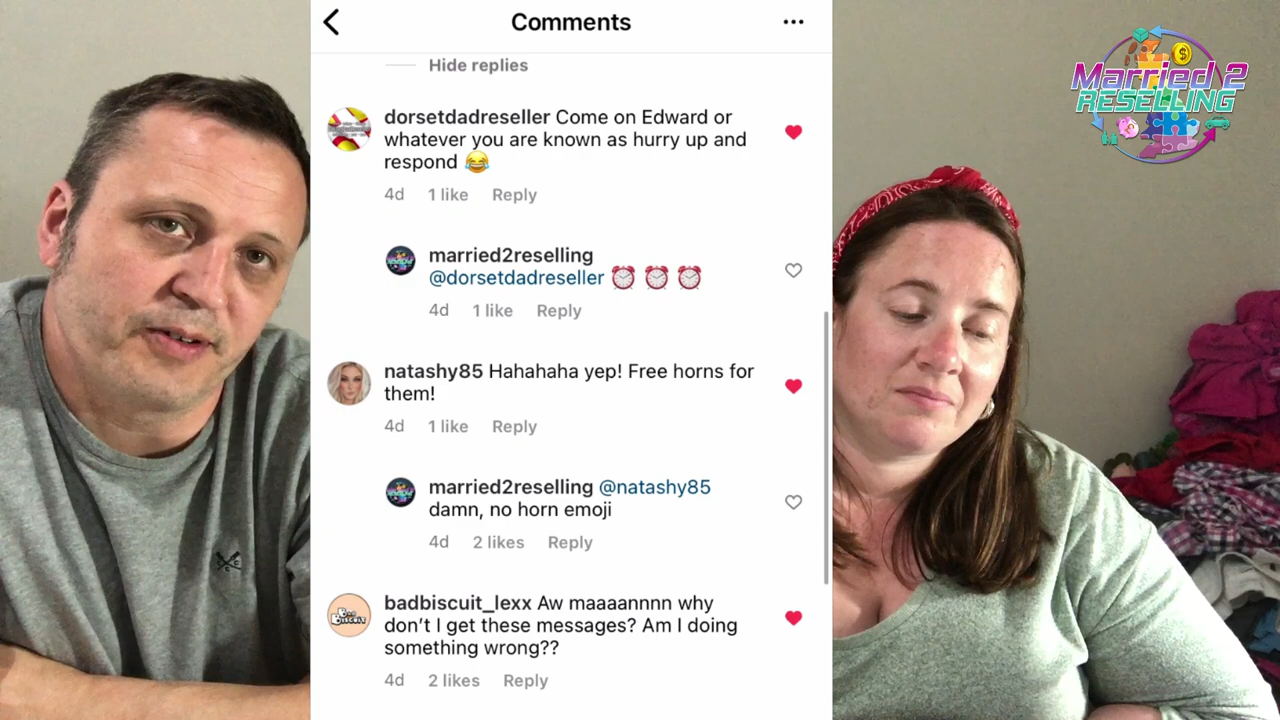 Comments
Married 2
RESELLING
Hide replies
dorsetdadreseller Come on Edward or
whatever you are known as hurry up and
respond 😂
4d 1 like Reply
married2reselling
@dorsetdadreseller ⏰ ⏰ ⏰
4d 1 like Reply
natashy85 Hahahaha yep! Free horns for
them!
4d 1 like Reply
married2reselling @natashy85
damn, no horn emoji
4d 2 likes Reply
badbiscuit_lexx Aw maaaannnn why
don't I get these messages? Am I doing
something wrong??
4d 2 likes Reply